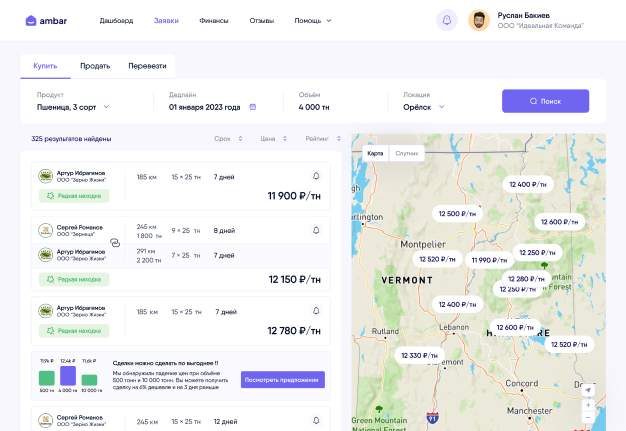 ambar
Дашборд
Заявки
Финансы
Отзывы
Помощь
Руслан Бакиев
ООО "Идеальная Команда"
Купить
Продать
Перевезти
Продукт
Пшеница, 3 сорт
Дедлайн
01 января 2023 года
Объём
4 000 тн
Локация
Орёлск
Поиск
325 результатов найдены
Срок
Цена
Рейтинг
Артур Ибрагимов
ООО "Зерно Жизни"
185 км
15 × 25 тн
7 дней
Редкая находка
11 900 ₽/тн
Сергей Романов
ООО "Зерница"
245 км
1 800 тн
9 × 25 тн
8 дней
Артур Ибрагимов
ООО "Зерно Жизни"
291 км
2 200 тн
7 × 25 тн
7 дней
Редкая находка
12 150 ₽/тн
Артур Ибрагимов
ООО "Зерно Жизни"
185 км
15 × 25 тн
7 дней
Редкая находка
12 780 ₽/тн
11,9k ₽
12,4k ₽
11,6k ₽
500 тн
4 000 тн
10 000 тн
Сделки можно сделать по выгоднее !!
Мы обнаружили падения цен при объёме
500 тонн и 10 000 тонн. Вы можете получить
сделку на 6% дешевле и на 3 дня раньше
Посмотреть предложения
Сергей Романов
ООО "Зерно Жизни"
245 км
15 × 25 тн
12 дней
Карта
Спутник
12 400 ₽/тн
12 500 ₽/тн
12 600 ₽/тн
Montpelier
12 520 ₽/тн
11 990 ₽/тн
12 250 ₽/тн
VERMONT
12 280 ₽/тн
12 250 ₽/тн
12 400 ₽/тн
Rutland
Lebanon
12 600 ₽/тн
12 520 ₽/тн
12 330 ₽/тн
Concord
Manchester
91
Green Mountain
National Forest